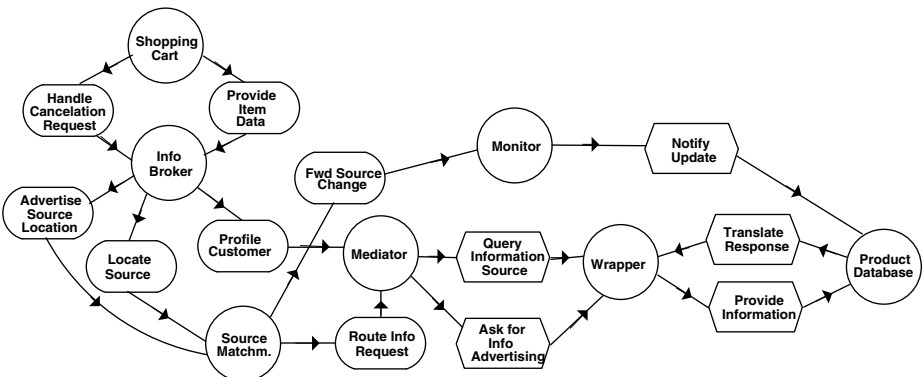 Shopping
Cart
Handle
Cancelation
Request
Provide
Item
Data
Info
Broker
Advertise
Source
Location
Locate
Source
Profile
Customer
Source
Matchm.
Fwd Source
Change
Route Info
Request
Mediator
Monitor
Query
Information
Source
Ask for
Info
Advertising
Wrapper
Notify
Update
Translate
Response
Provide
Information
Product
Database